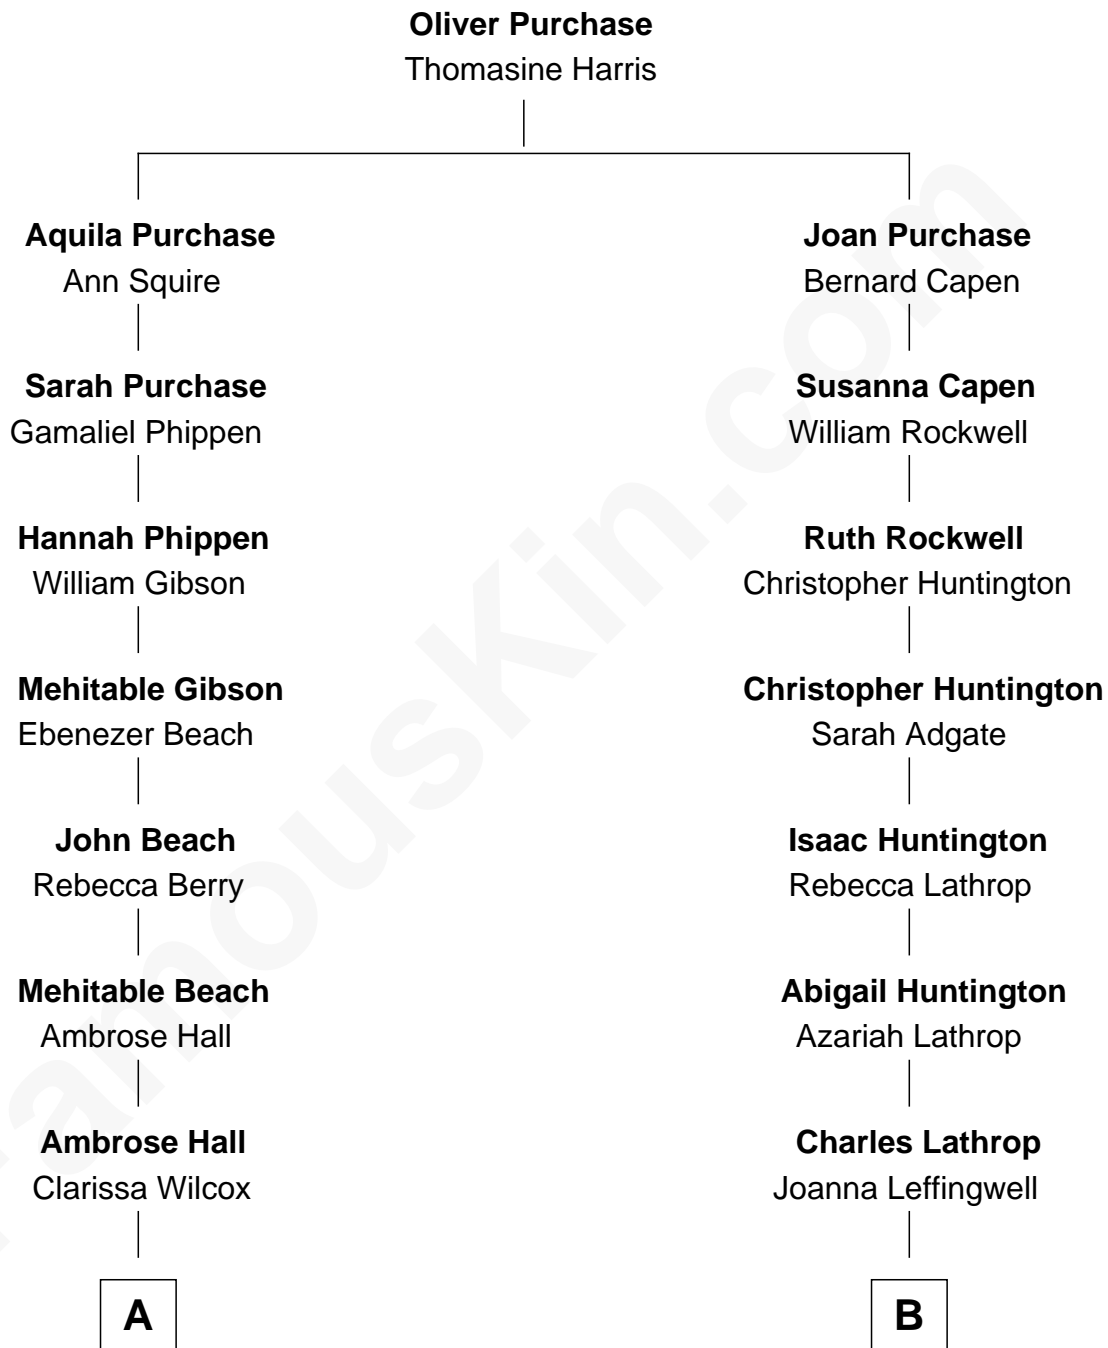 Oliver Purchase
Thomasine Harris
Aquila Purchase
Ann Squire
Sarah Purchase
Gamaliel Phippen
Hannah Phippen
William Gibson
Mehitable Gibson
Ebenezer Beach
John Beach
Rebecca Berry
Mehitable Beach
Ambrose Hall
Ambrose Hall
Clarissa Wilcox
A
Joan Purchase
Bernard Capen
Susanna Capen
William Rockwell
Ruth Rockwell
Christopher Huntington
Christopher Huntington
Sarah Adgate
Isaac Huntington
Rebecca Lathrop
Abigail Huntington
Azariah Lathrop
Charles Lathrop
Joanna Leffingwell
B
FamousKin.com